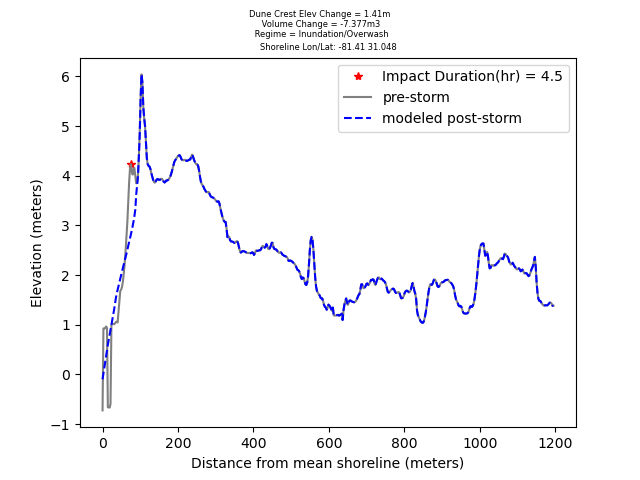 Dune Crest Elev Change = 1.41m
Volume Change = -7.377m3
Regime = Inundation/Overwash
Shoreline Lon/Lat: -81.41 31.048
Impact Duration(hr) = 4.5
pre-storm
modeled post-storm
Elevation (meters)
6
5
4
3
2
1
0
−1
0
200
400
600
800
1000
1200
Distance from mean shoreline (meters)